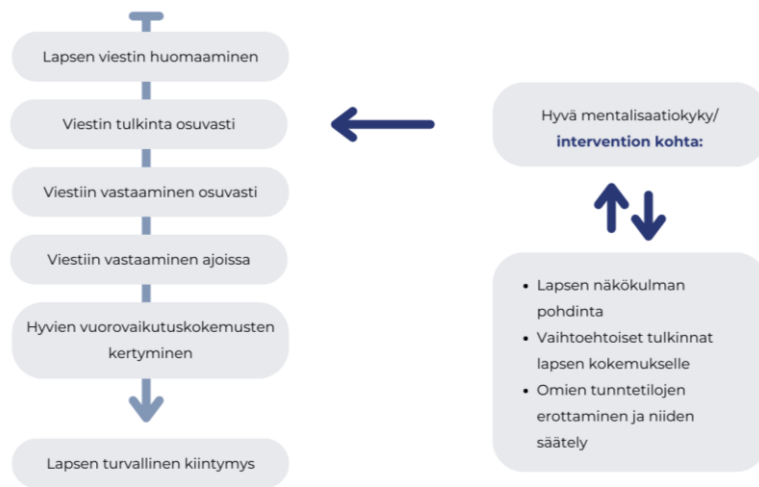 Lapsen viestin huomaaminen
Viestin tulkinta osuvasti
Viestiin vastaaminen osuvasti
Viestiin vastaaminen ajoissa
Hyvien vuorovaikutuskokemusten
kertyminen
Lapsen turvallinen kiintymys
Hyvä mentalisaatiokyky/
intervention kohta:
• Lapsen näkökulman
pohdinta
• Vaihtoehtoiset tulkinnat
lapsen kokemukselle
• Omien tunntetilojen
erottaminen ja niiden
säätely